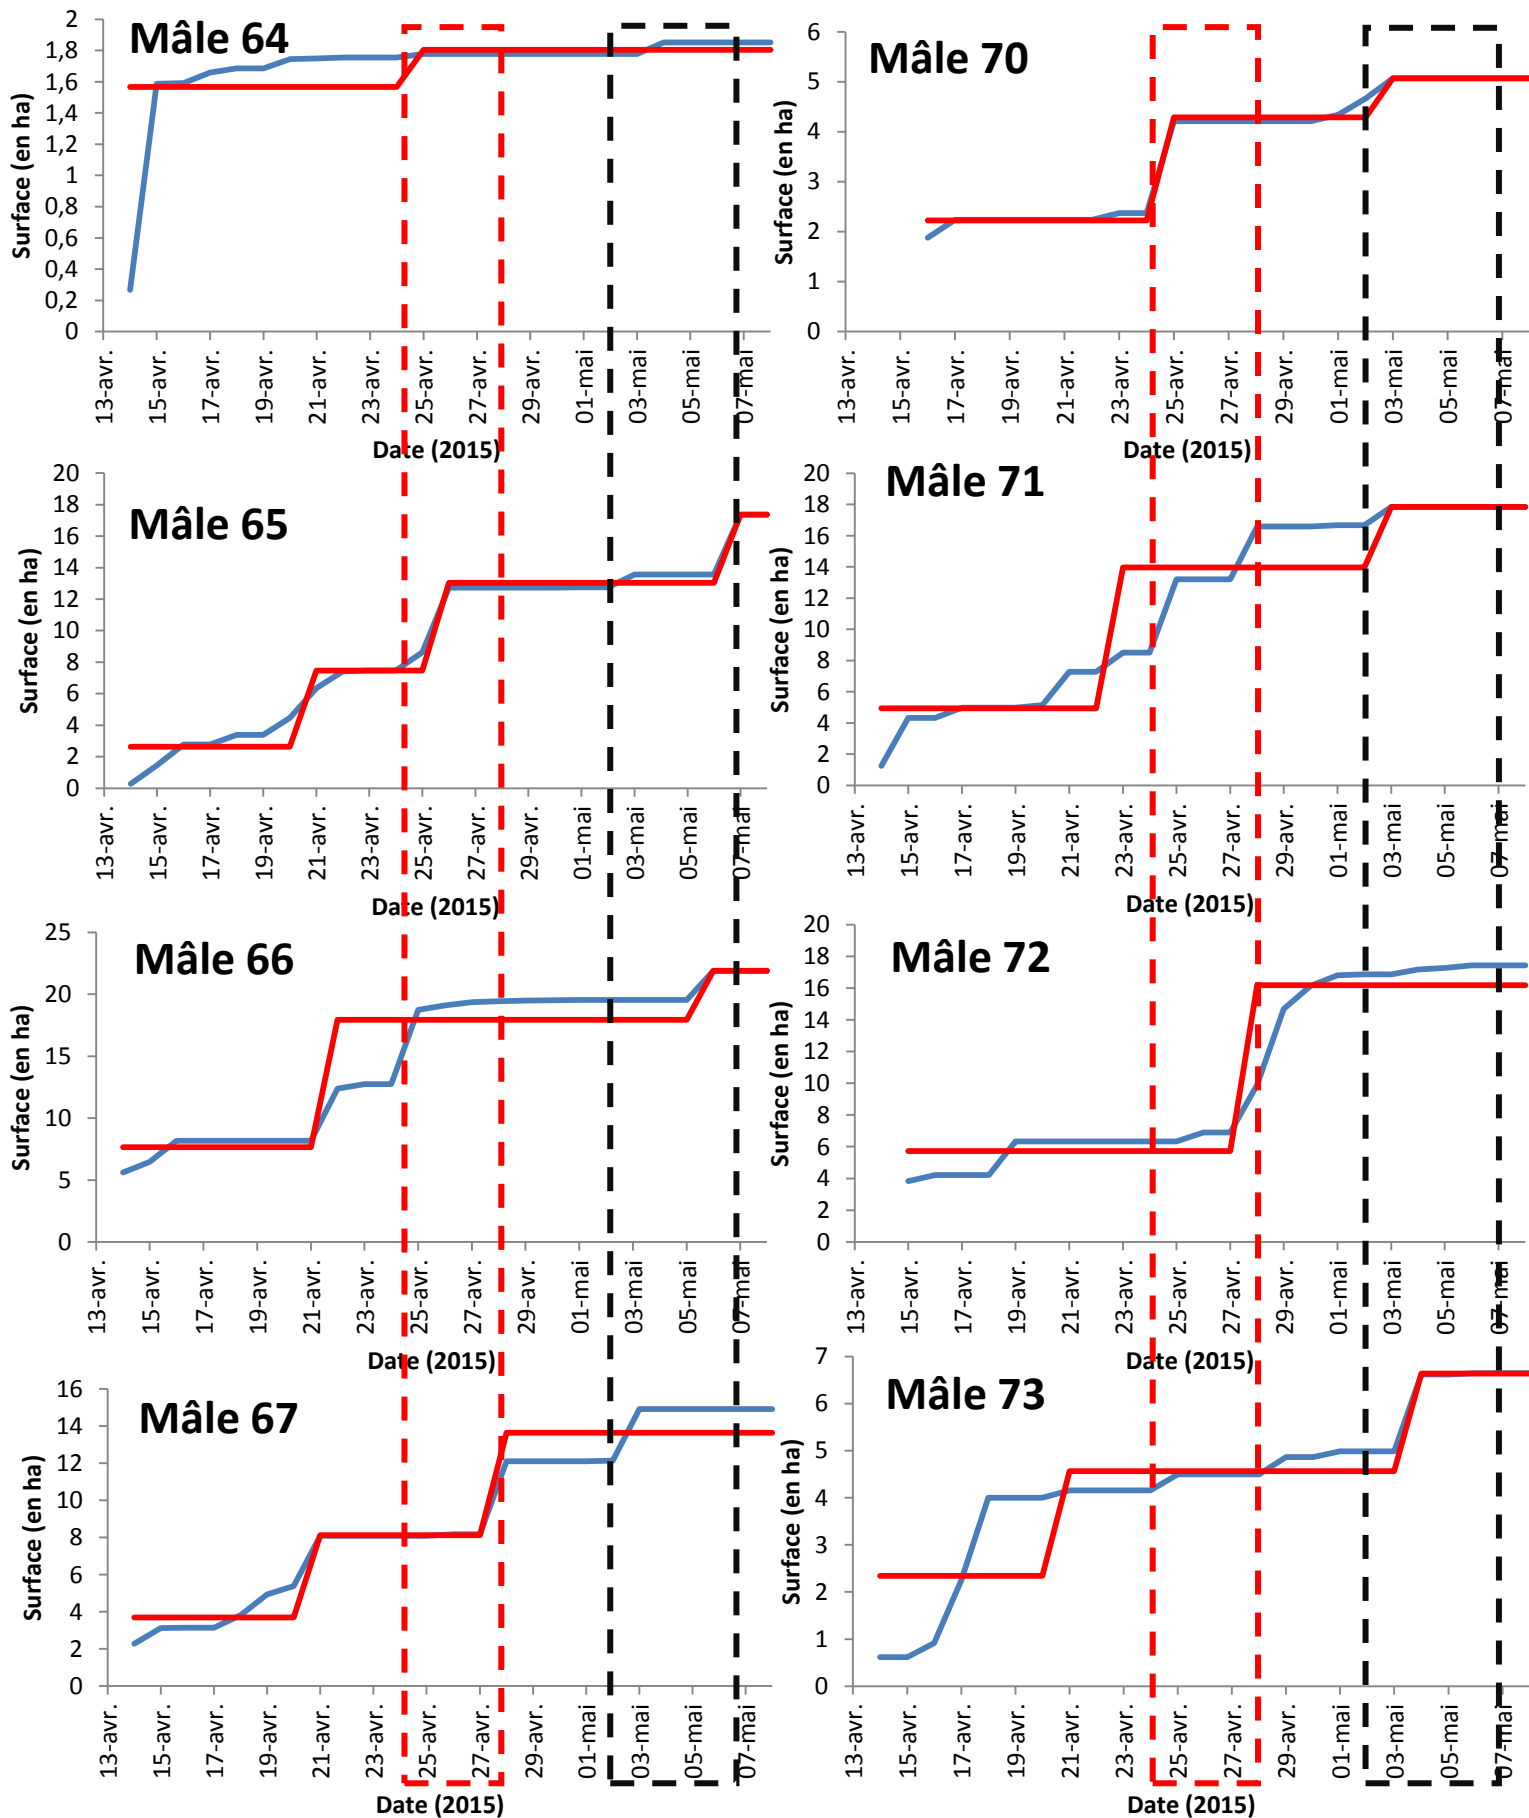 Mâle 64
Surface (en ha)
2
1,8
1,6
1,4
1,2
1
0,8
0,6
0,4
0,2
0
13-avr.
15-avr.
17-avr.
19-avr.
21-avr.
23-avr.
25-avr.
27-avr.
29-avr.
01-mai
03-mai
05-mai
07-mai
Date (2015)
Mâle 70
Surface (en ha)
6
5
4
3
2
1
0
13-avr.
15-avr.
17-avr.
19-avr.
21-avr.
23-avr.
25-avr.
27-avr.
29-avr.
01-mai
03-mai
05-mai
07-mai
Date (2015)
Mâle 65
Surface (en ha)
20
18
16
14
12
10
8
6
4
2
0
13-avr.
15-avr.
17-avr.
19-avr.
21-avr.
23-avr.
25-avr.
27-avr.
29-avr.
01-mai
03-mai
05-mai
07-mai
Date (2015)
Mâle 71
Surface (en ha)
20
18
16
14
12
10
8
6
4
2
0
13-avr.
15-avr.
17-avr.
19-avr.
21-avr.
23-avr.
25-avr.
27-avr.
29-avr.
01-mai
03-mai
05-mai
07-mai
Date (2015)
Mâle 66
Surface (en ha)
25
20
15
10
5
0
13-avr.
15-avr.
17-avr.
19-avr.
21-avr.
23-avr.
25-avr.
27-avr.
29-avr.
01-mai
03-mai
05-mai
07-mai
Date (2015)
Mâle 72
Surface (en ha)
20
18
16
14
12
10
8
6
4
2
0
13-avr.
15-avr.
17-avr.
19-avr.
21-avr.
23-avr.
25-avr.
27-avr.
29-avr.
01-mai
03-mai
05-mai
07-mai
Date (2015)
Mâle 67
Surface (en ha)
16
14
12
10
8
6
4
2
0
13-avr.
15-avr.
17-avr.
19-avr.
21-avr.
23-avr.
25-avr.
27-avr.
29-avr.
01-mai
03-mai
05-mai
07-mai
Date (2015)
Mâle 73
Surface (en ha)
7
6
5
4
3
2
1
0
13-avr.
15-avr.
17-avr.
19-avr.
21-avr.
23-avr.
25-avr.
27-avr.
29-avr.
01-mai
03-mai
05-mai
07-mai
Date (2015)